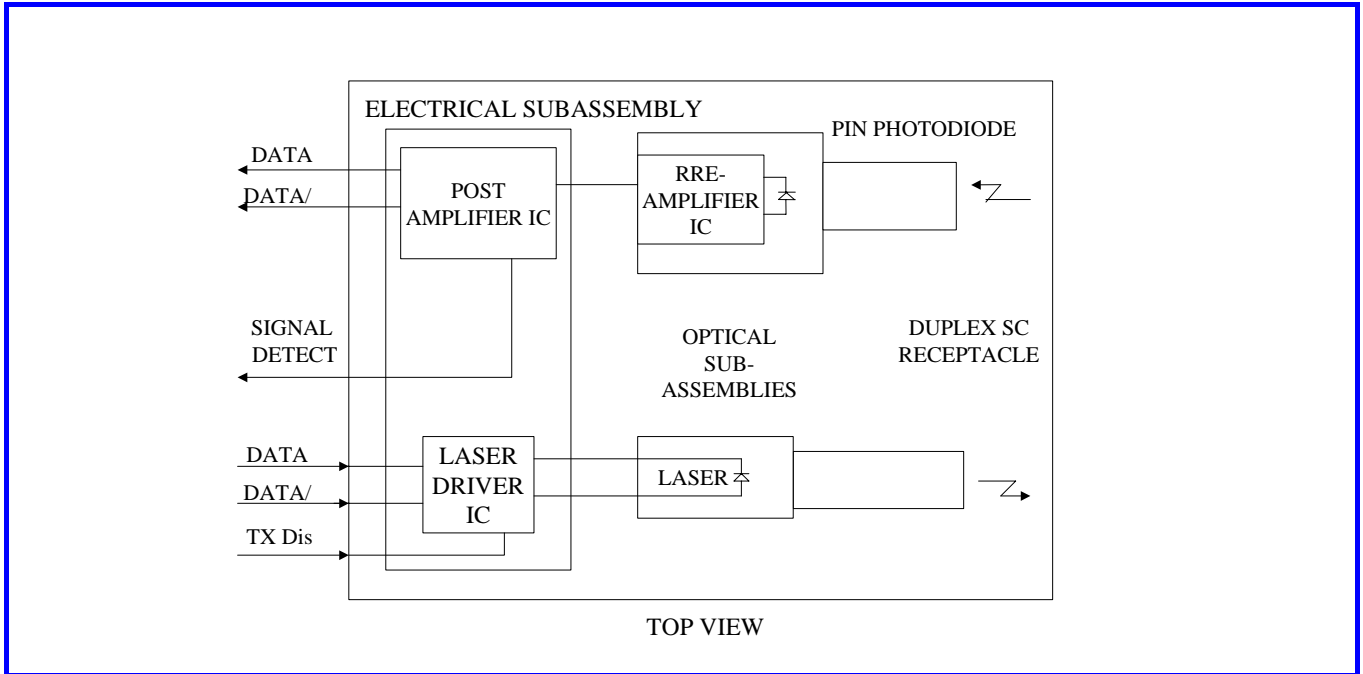 ELECTRICAL SUBASSEMBLY
PIN PHOTODIODE
DATA
DATA/
POST
AMPLIFIER IC
RRE-
AMPLIFIER
IC
SIGNAL
DETECT
OPTICAL
SUB-
ASSEMBLIES
DUPLEX SC
RECEPTACLE
DATA
DATA/
TX Dis
LASER
DRIVER
IC
LASER
TOP VIEW